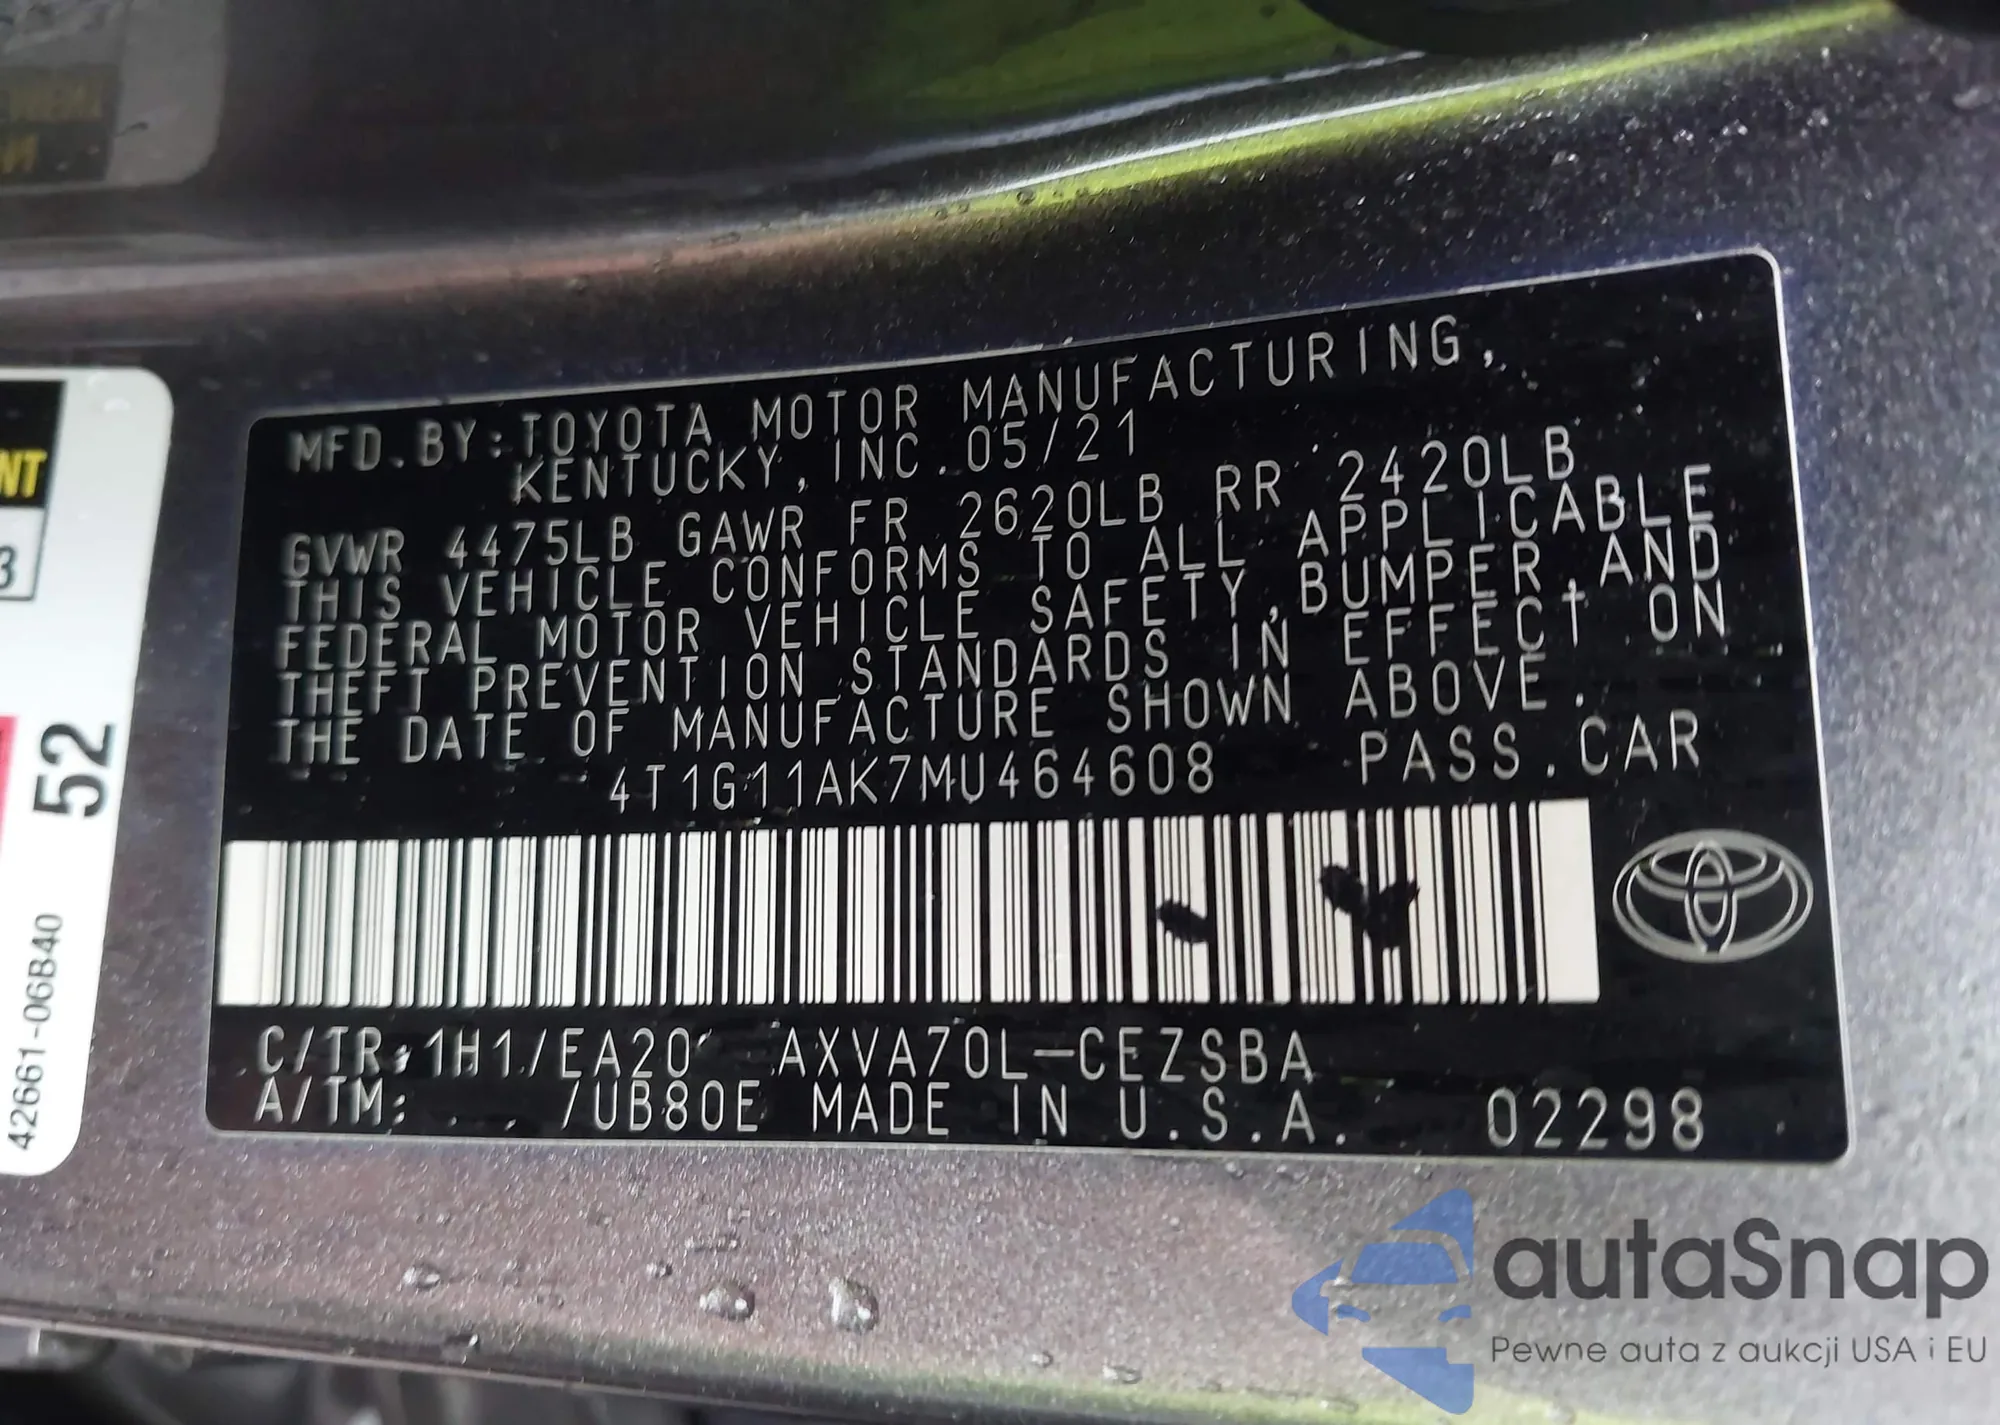 MFD.BY:TOYOTA MOTOR MANUFACTURING,
KENTUCKY, INC. 05/21
GVWR 4475LB GAWR FR 2620LB RR 2420LB
THIS VEHICLE CONFORMS TO ALL APPLICABLE
FEDERAL MOTOR VEHICLE SAFETY, BUMPER, AND
THEFT PREVENTION STANDARDS IN EFFECT ON
THE DATE OF MANUFACTURE SHOWN ABOVE.
4T1G11AK7MU464608 PASS.CAR
C/TR:1H1/EA20 AXVA70L-CEZSBA
A/TM: /UB80E MADE IN U.S.A. 02298
NT
3
52
42661-06B40
autaSnap
Pewne auta z aukcji USA i EU